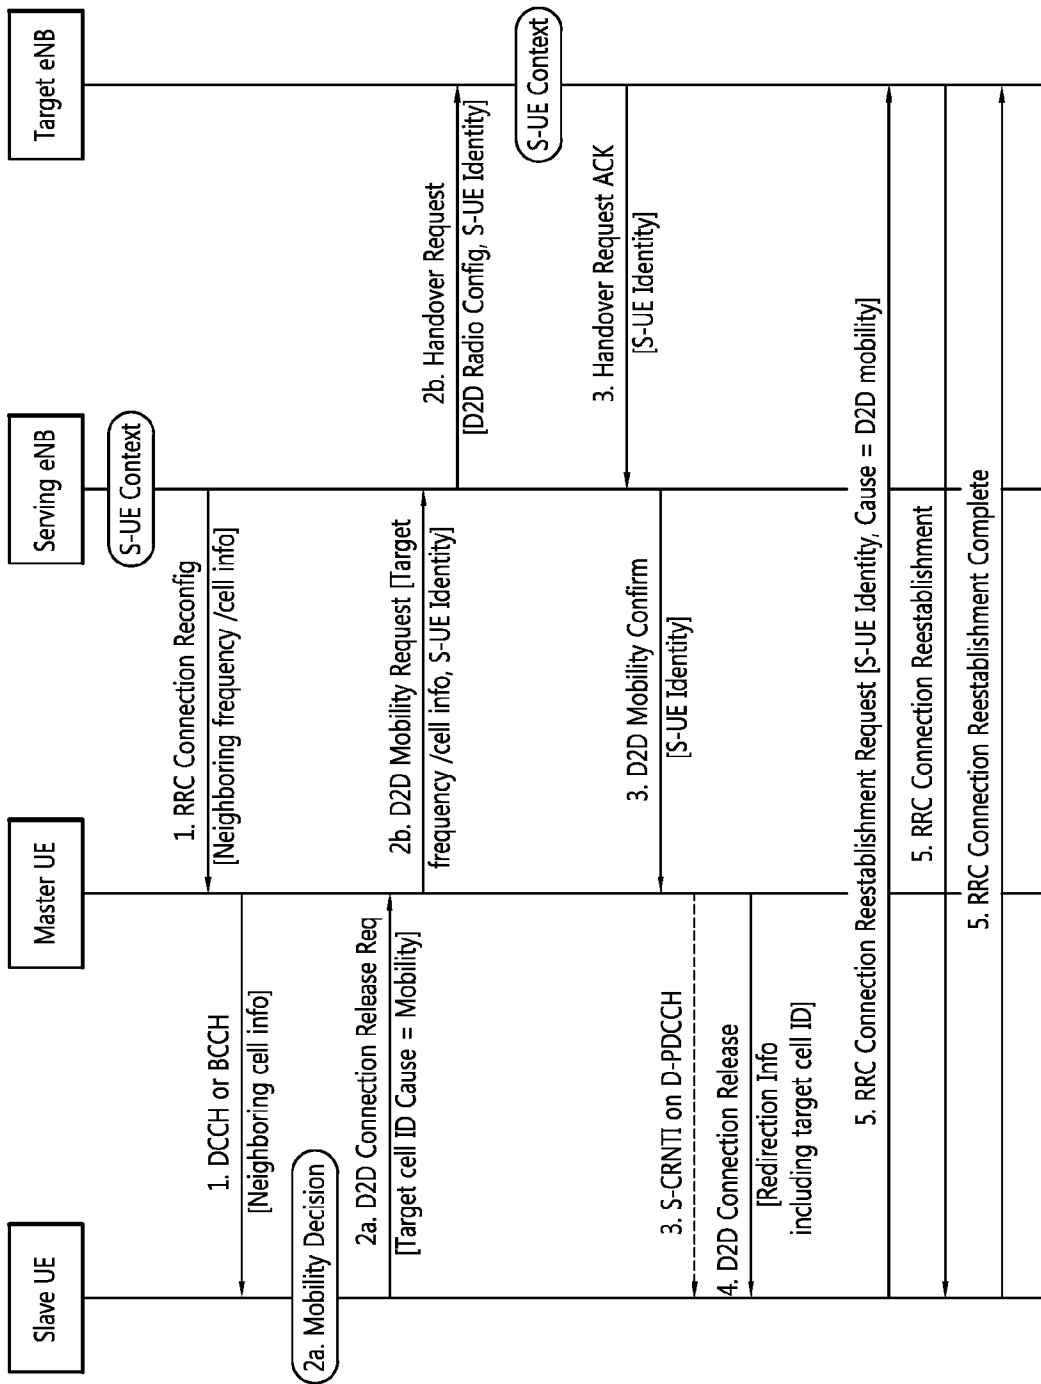 Slave UE
Master UE
Serving eNB
Target eNB
S-UE Context
1. RRC Connection Reconfig
[Neighboring frequency /cell info]
1. DCCH or BCCH
[Neighboring cell info]
2a. Mobility Decision
2a. D2D Connection Release Req
[Target cell ID Cause = Mobility]
2b. D2D Mobility Request [Target
frequency /cell info, S-UE Identity]
2b. Handover Request
[D2D Radio Config, S-UE Identity]
S-UE Context
3. Handover Request ACK
[S-UE Identity]
3. D2D Mobility Confirm
[S-UE Identity]
3. S-CRNTI on D-PDCCH
4. D2D Connection Release
[Redirection Info
including target cell ID]
5. RRC Connection Reestablishment Request [S-UE Identity, Cause = D2D mobility]
5. RRC Connection Reestablishment
5. RRC Connection Reestablishment Complete